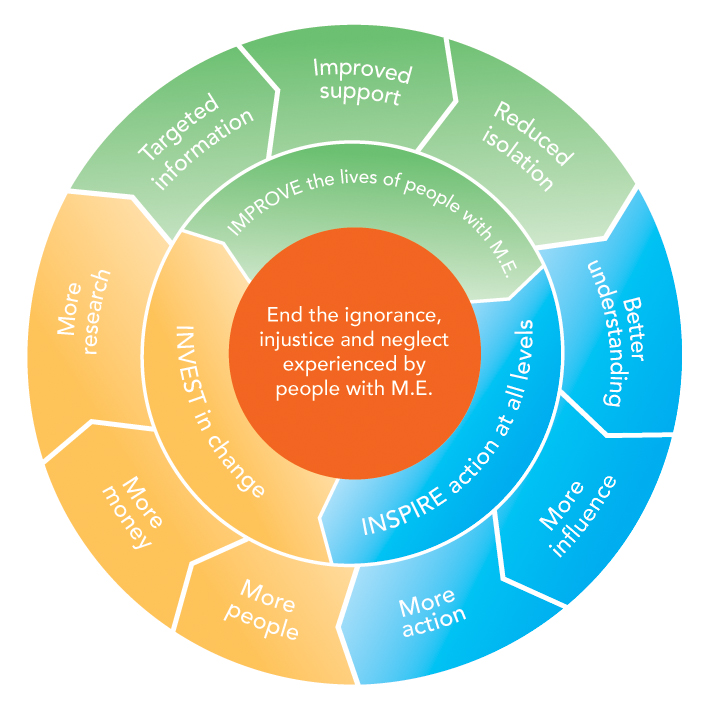 Improved
support
Reduced
isolation
Better
understanding
More
influence
More
action
More
people
More
money
More
research
Targeted
information
IMPROVE the lives of people with M.E.
INSPIRE action at all levels
INVEST in change
End the ignorance,
injustice and neglect
experienced by
people with M.E.